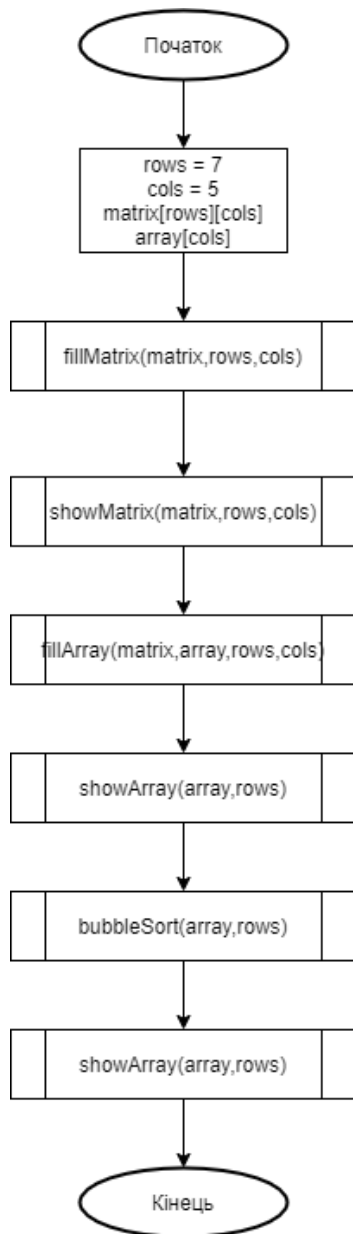 Початок
rows = 7
cols = 5
matrix[rows][cols]
array[cols]
fillMatrix(matrix,rows,cols)
showMatrix(matrix,rows,cols)
fillArray(matrix,array,rows,cols)
showArray(array,rows)
bubbleSort(array,rows)
showArray(array,rows)
Кінець